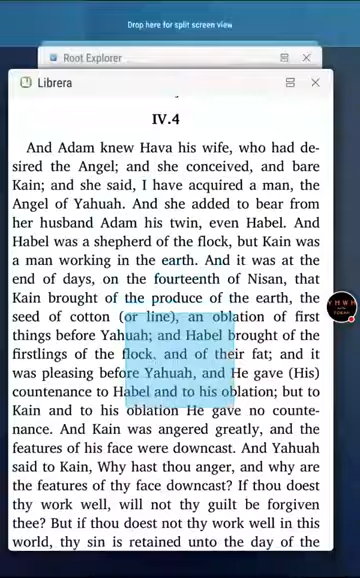 Drop here for split screen view
Root Explorer
Librera
IV.4
And Adam knew Hava his wife, who had de-
sired the Angel; and she conceived, and bare
Kain; and she said, I have acquired a man, the
Angel of Yahuah. And she added to bear from
her husband Adam his twin, even Habel. And
Habel was a shepherd of the flock, but Kain was
a man working in the earth. And it was at the
end of days, on the fourteenth of Nisan, that
Kain brought of the produce of the earth, the
seed of cotton (or line), an oblation of first
things before Yahuah; and Habel brought of the
firstlings of the flock, and of their fat; and it
was pleasing before Yahuah, and He gave (His)
countenance to Habel and to his oblation; but to
Kain and to his oblation He gave no counte-
nance. And Kain was angered greatly, and the
features of his face were downcast. And Yahuah
said to Kain, Why hast thou anger, and why are
the features of thy face downcast? If thou doest
thy work well, will not thy guilt be forgiven
thee? But if thou doest not thy work well in this
world, thy sin is retained unto the day of the
YHWH